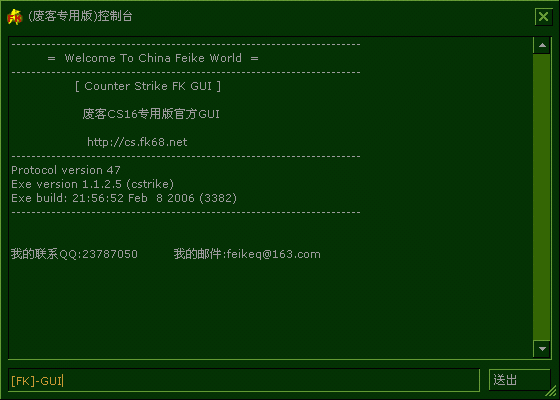 (废客专用版)控制台
----------------------------------------------------------------------
= Welcome To China Feike World =
----------------------------------------------------------------------
[ Counter Strike FK GUI ]
废客CS16专用版官方GUI
http://cs.fk68.net
----------------------------------------------------------------------
Protocol version 47
Exe version 1.1.2.5 (cstrike)
Exe build: 21:56:52 Feb  8 2006 (3382)
----------------------------------------------------------------------
我的联系QQ:23787050 我的邮件:feikeq@163.com
[FK]-GUI 送出